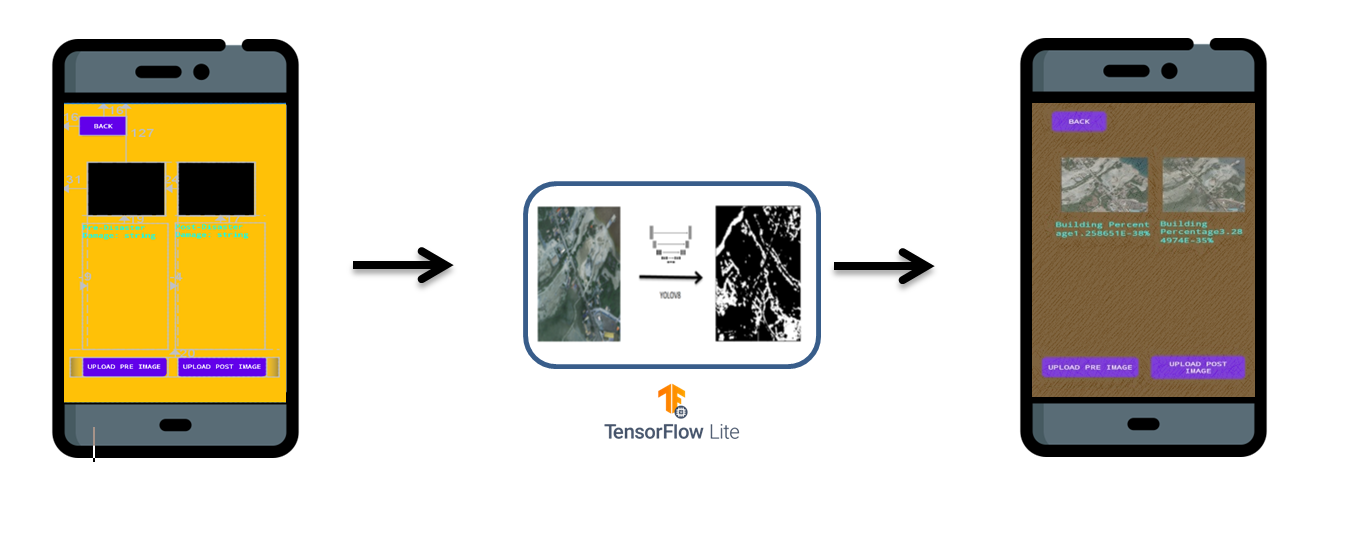 BACK
127
UPLOAD PRE IMAGE
UPLOAD POST IMAGE
YOLOV8
TensorFlow Lite
BACK
Building Percent
age1.258651E-38%
Building
Percentage3.28
4974E-35%
UPLOAD PRE IMAGE
UPLOAD POST
IMAGE